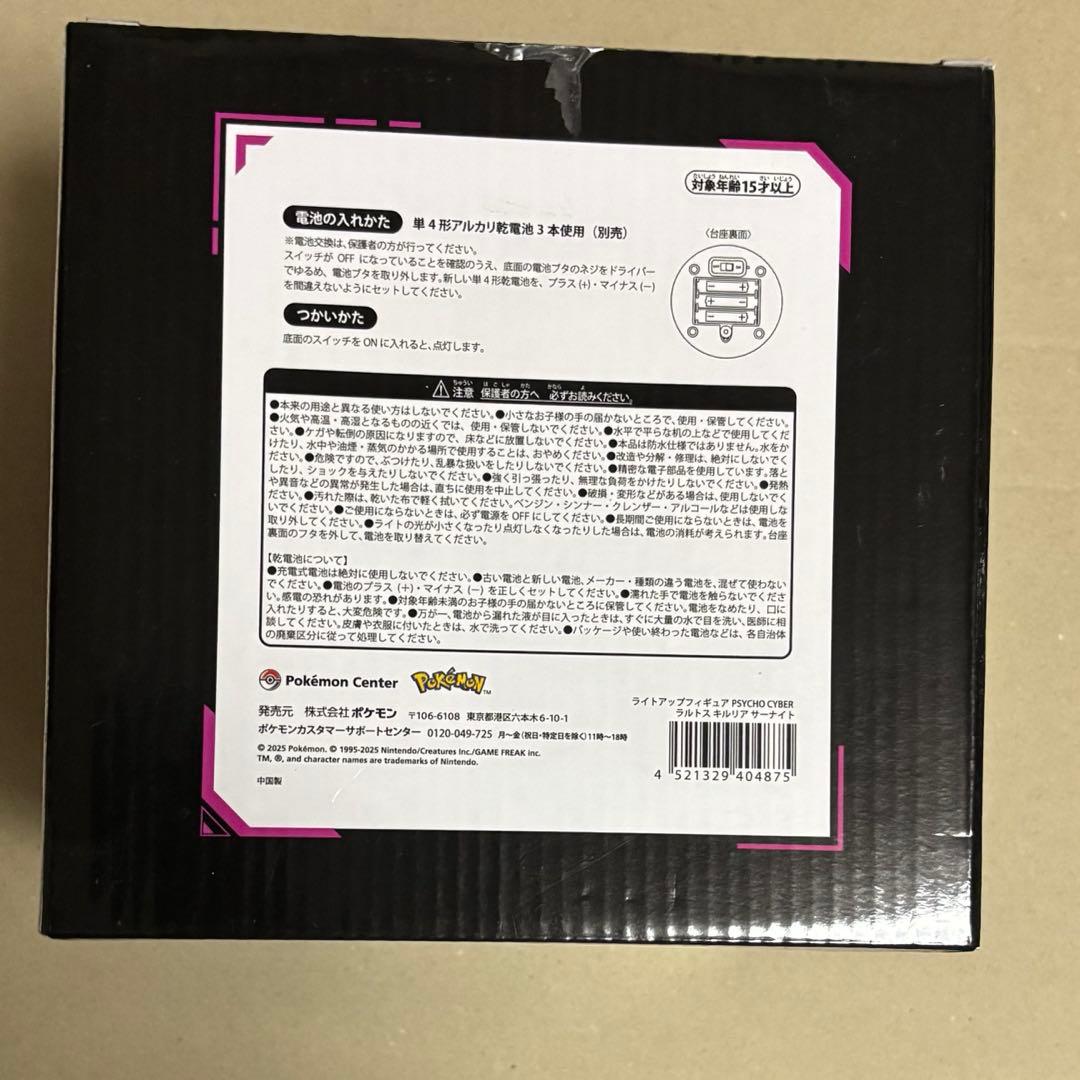 対象年齢15才以上
たいしょう ねんれい さい いじょう
電池の入れかた 単4形アルカリ乾電池3本使用(別売)
〈台座裏面〉
※電池交換は、保護者の方が行ってください。
スイッチが OFF になっていることを確認のうえ、底面の電池ブタのネジをドライバー
でゆるめ、電池ブタを取り外します。新しい単4形乾電池を、プラス(+)・マイナス(−)
を間違えないようにセットしてください。
つかいかた
底面のスイッチをONに入れると、点灯します。
ちゅうい ほごしゃ かた かなら よ
⚠注意 保護者の方へ 必ずお読みください。
●本来の用途と異なる使い方はしないでください。●小さなお子様の手の届かないところで、使用・保管してください。
●火気や高温・高湿となるものの近くでは、使用・保管しないでください。●水平で平らな机の上などで使用してくだ
さい。●ケガや転倒の原因になりますので、床などに放置しないでください。●本品は防水仕様ではありません。水をか
けたり、水中や油煙・蒸気のかかる場所で使用することは、おやめください。●改造や分解・修理は、絶対にしないでく
ださい。●危険ですので、ぶつけたり、乱暴な扱いをしたりしないでください。●精密な電子部品を使用しています。落と
したり、ショックを与えたりしないでください。●強く引っ張ったり、無理な負荷をかけたりしないでください。●発熱
や異音などの異常が発生した場合は、直ちに使用を中止してください。●破損・変形などがある場合は、使用しないでく
ださい。●汚れた際は、乾いた布で軽く拭いてください。ベンジン・シンナー・クレンザー・アルコールなどは使用しな
いでください。●ご使用にならないときは、必ず電源を OFF にしてください。●長期間ご使用にならないときは、電池を
取り外してください。●ライトの光が小さくなったり点灯しなくなったりした場合は、電池の消耗が考えられます。台座
裏面のフタを外して、電池を取り替えてください。
【乾電池について】
●充電式電池は絶対に使用しないでください。●古い電池と新しい電池、メーカー・種類の違う電池を、混ぜて使わない
でください。●電池のプラス (+)・マイナス (−) を正しくセットしてください。●濡れた手で電池を触らないでくださ
い。感電の恐れがあります。●対象年齢未満のお子様の手の届かないところに保管してください。電池をなめたり、口に
入れたりすると、大変危険です。●万が一、電池から漏れた液が目に入ったときは、すぐに大量の水で目を洗い、医師に相
談してください。皮膚や衣服に付いたときは、水で洗ってください。●パッケージや使い終わった電池などは、各自治体
の廃棄区分に従って処理してください。
Pokémon Center POKéMON TM
発売元 株式会社ポケモン 〒106-6108 東京都港区六本木6-10-1
ポケモンカスタマーサポートセンター 0120-049-725 月〜金(祝日・特定日を除く)11時〜18時
© 2025 Pokémon. © 1995-2025 Nintendo/Creatures Inc./GAME FREAK inc.
TM, ®, and character names are trademarks of Nintendo.
中国製
ライトアップフィギュア PSYCHO CYBER
ラルトス キルリア サーナイト
4 521329 404875